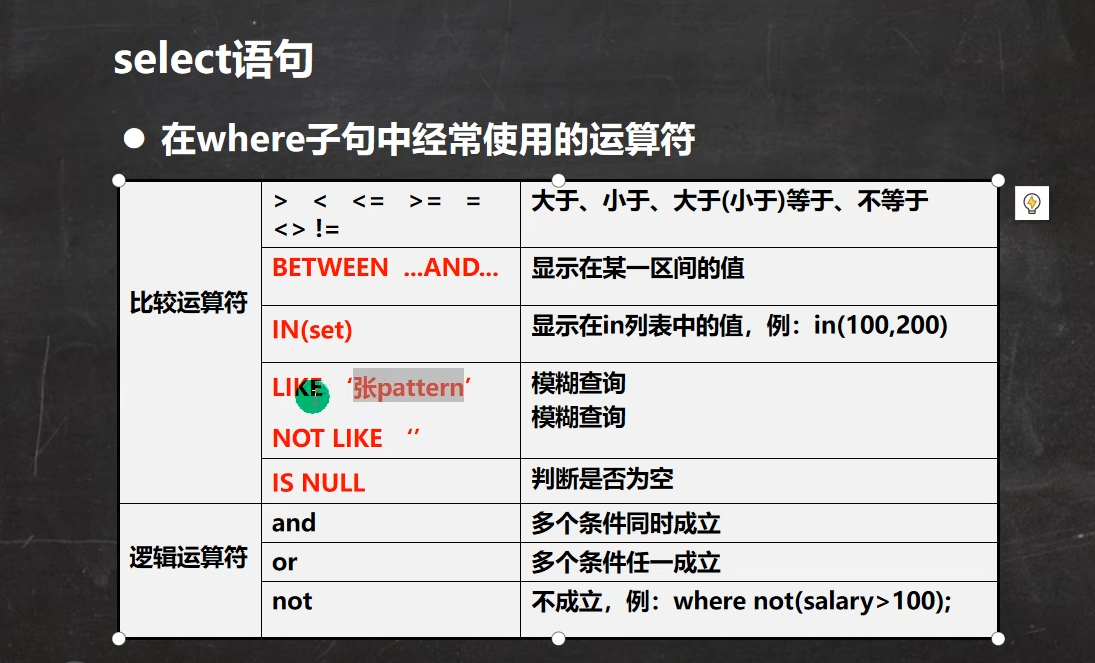 select语句
● 在where子句中经常使用的运算符
比较运算符
> < <= >= =
<> !=
大于、小于、大于(小于)等于、不等于
BETWEEN ...AND...
显示在某一区间的值
IN(set)
显示在in列表中的值，例：in(100,200)
LIKE ‘张pattern’
模糊查询
NOT LIKE ‘’
模糊查询
IS NULL
判断是否为空
逻辑运算符
and
多个条件同时成立
or
多个条件任一成立
not
不成立，例：where not(salary>100);